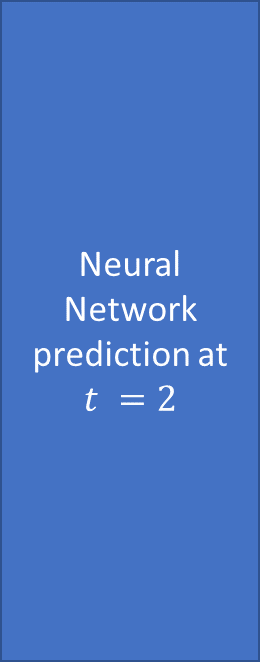 Neural
Network
prediction at
t = 2